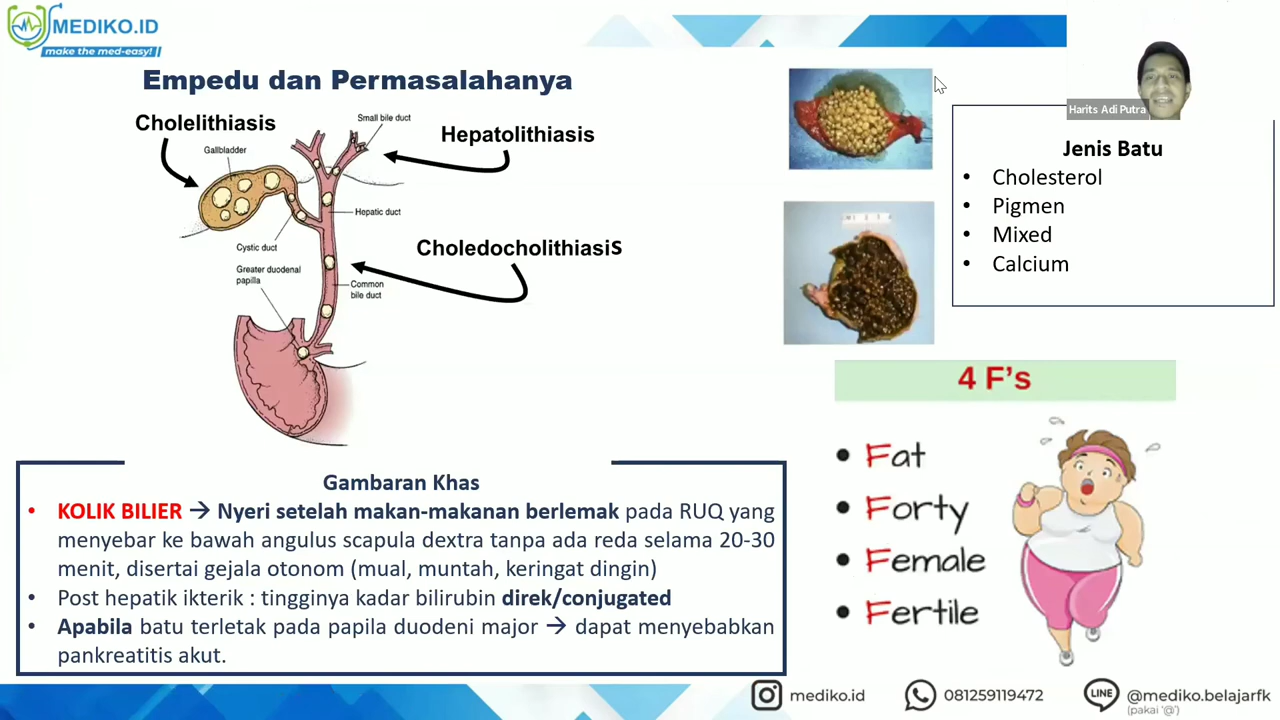 MEDIKO.ID
make the med-easy!
Empedu dan Permasalahanya
Cholelithiasis
Gallbladder
Small bile duct
Hepatolithiasis
Hepatic duct
Cystic duct
Choledocholithiasis
Greater duodenal
papilla
Common
bile duct
Harits Adi Putra
Jenis Batu
• Cholesterol
• Pigmen
• Mixed
• Calcium
4 F's
• Fat
• Forty
• Female
• Fertile
Gambaran Khas
• KOLIK BILIER → Nyeri setelah makan-makanan berlemak pada RUQ yang
menyebar ke bawah angulus scapula dextra tanpa ada reda selama 20-30
menit, disertai gejala otonom (mual, muntah, keringat dingin)
• Post hepatik ikterik : tingginya kadar bilirubin direk/conjugated
• Apabila batu terletak pada papila duodeni major → dapat menyebabkan
pankreatitis akut.
mediko.id
081259119472
LINE
@mediko.belajarfk
(pakai '@')